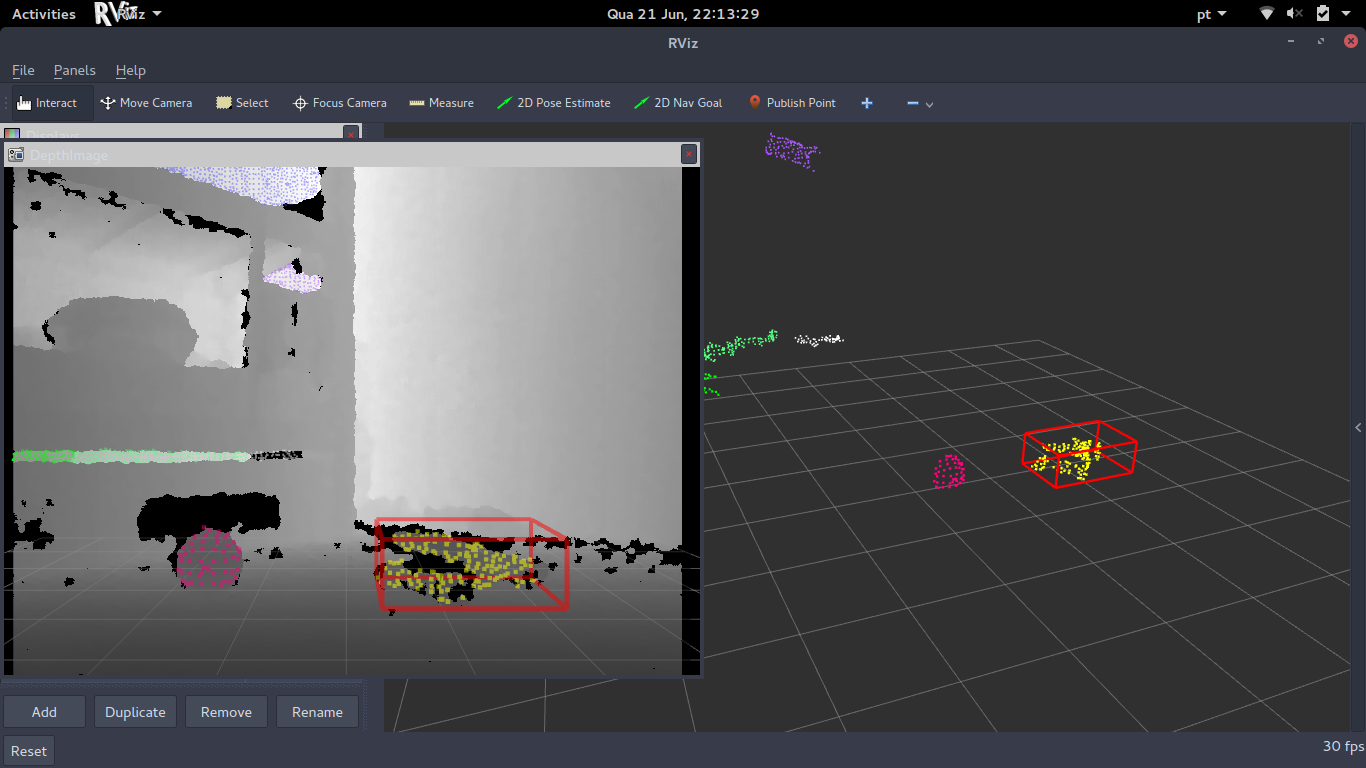 Activities RViz Qua 21 Jun, 22:13:29 pt
RViz
File Panels Help
Interact Move Camera Select Focus Camera Measure 2D Pose Estimate 2D Nav Goal Publish Point
Displays
DepthImage
Add Duplicate Remove Rename
Reset 30 fps